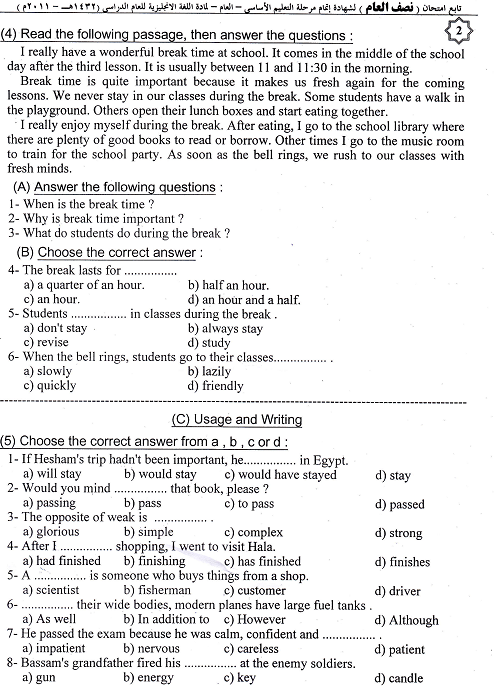 تابع امتحان ( نصف العام ) لشهادة إتمام مرحلة التعليم الأساسى – العام – لمادة اللغة الانجليزية للعام الدراسى (١٤٣٢هـ – ٢٠١١م )
2
(4) Read the following passage, then answer the questions :
I really have a wonderful break time at school. It comes in the middle of the school
day after the third lesson. It is usually between 11 and 11:30 in the morning.
Break time is quite important because it makes us fresh again for the coming
lessons. We never stay in our classes during the break. Some students have a walk in
the playground. Others open their lunch boxes and start eating together.
I really enjoy myself during the break. After eating, I go to the school library where
there are plenty of good books to read or borrow. Other times I go to the music room
to train for the school party. As soon as the bell rings, we rush to our classes with
fresh minds.
(A) Answer the following questions :
1- When is the break time ?
2- Why is break time important ?
3- What do students do during the break ?
(B) Choose the correct answer :
4- The break lasts for ................
a) a quarter of an hour. b) half an hour.
c) an hour. d) an hour and a half.
5- Students ................ in classes during the break .
a) don't stay b) always stay
c) revise d) study
6- When the bell rings, students go to their classes................ .
a) slowly b) lazily
c) quickly d) friendly
(C) Usage and Writing
(5) Choose the correct answer from a , b , c or d :
1- If Hesham's trip hadn't been important, he................ in Egypt.
a) will stay b) would stay c) would have stayed d) stay
2- Would you mind ................ that book, please ?
a) passing b) pass c) to pass d) passed
3- The opposite of weak is ................ .
a) glorious b) simple c) complex d) strong
4- After I ................ shopping, I went to visit Hala.
a) had finished b) finishing c) has finished d) finishes
5- A ................ is someone who buys things from a shop.
a) scientist b) fisherman c) customer d) driver
6- ................ their wide bodies, modern planes have large fuel tanks .
a) As well b) In addition to c) However d) Although
7- He passed the exam because he was calm, confident and ................ .
a) impatient b) nervous c) careless d) patient
8- Bassam's grandfather fired his ................ at the enemy soldiers.
a) gun b) energy c) key d) candle